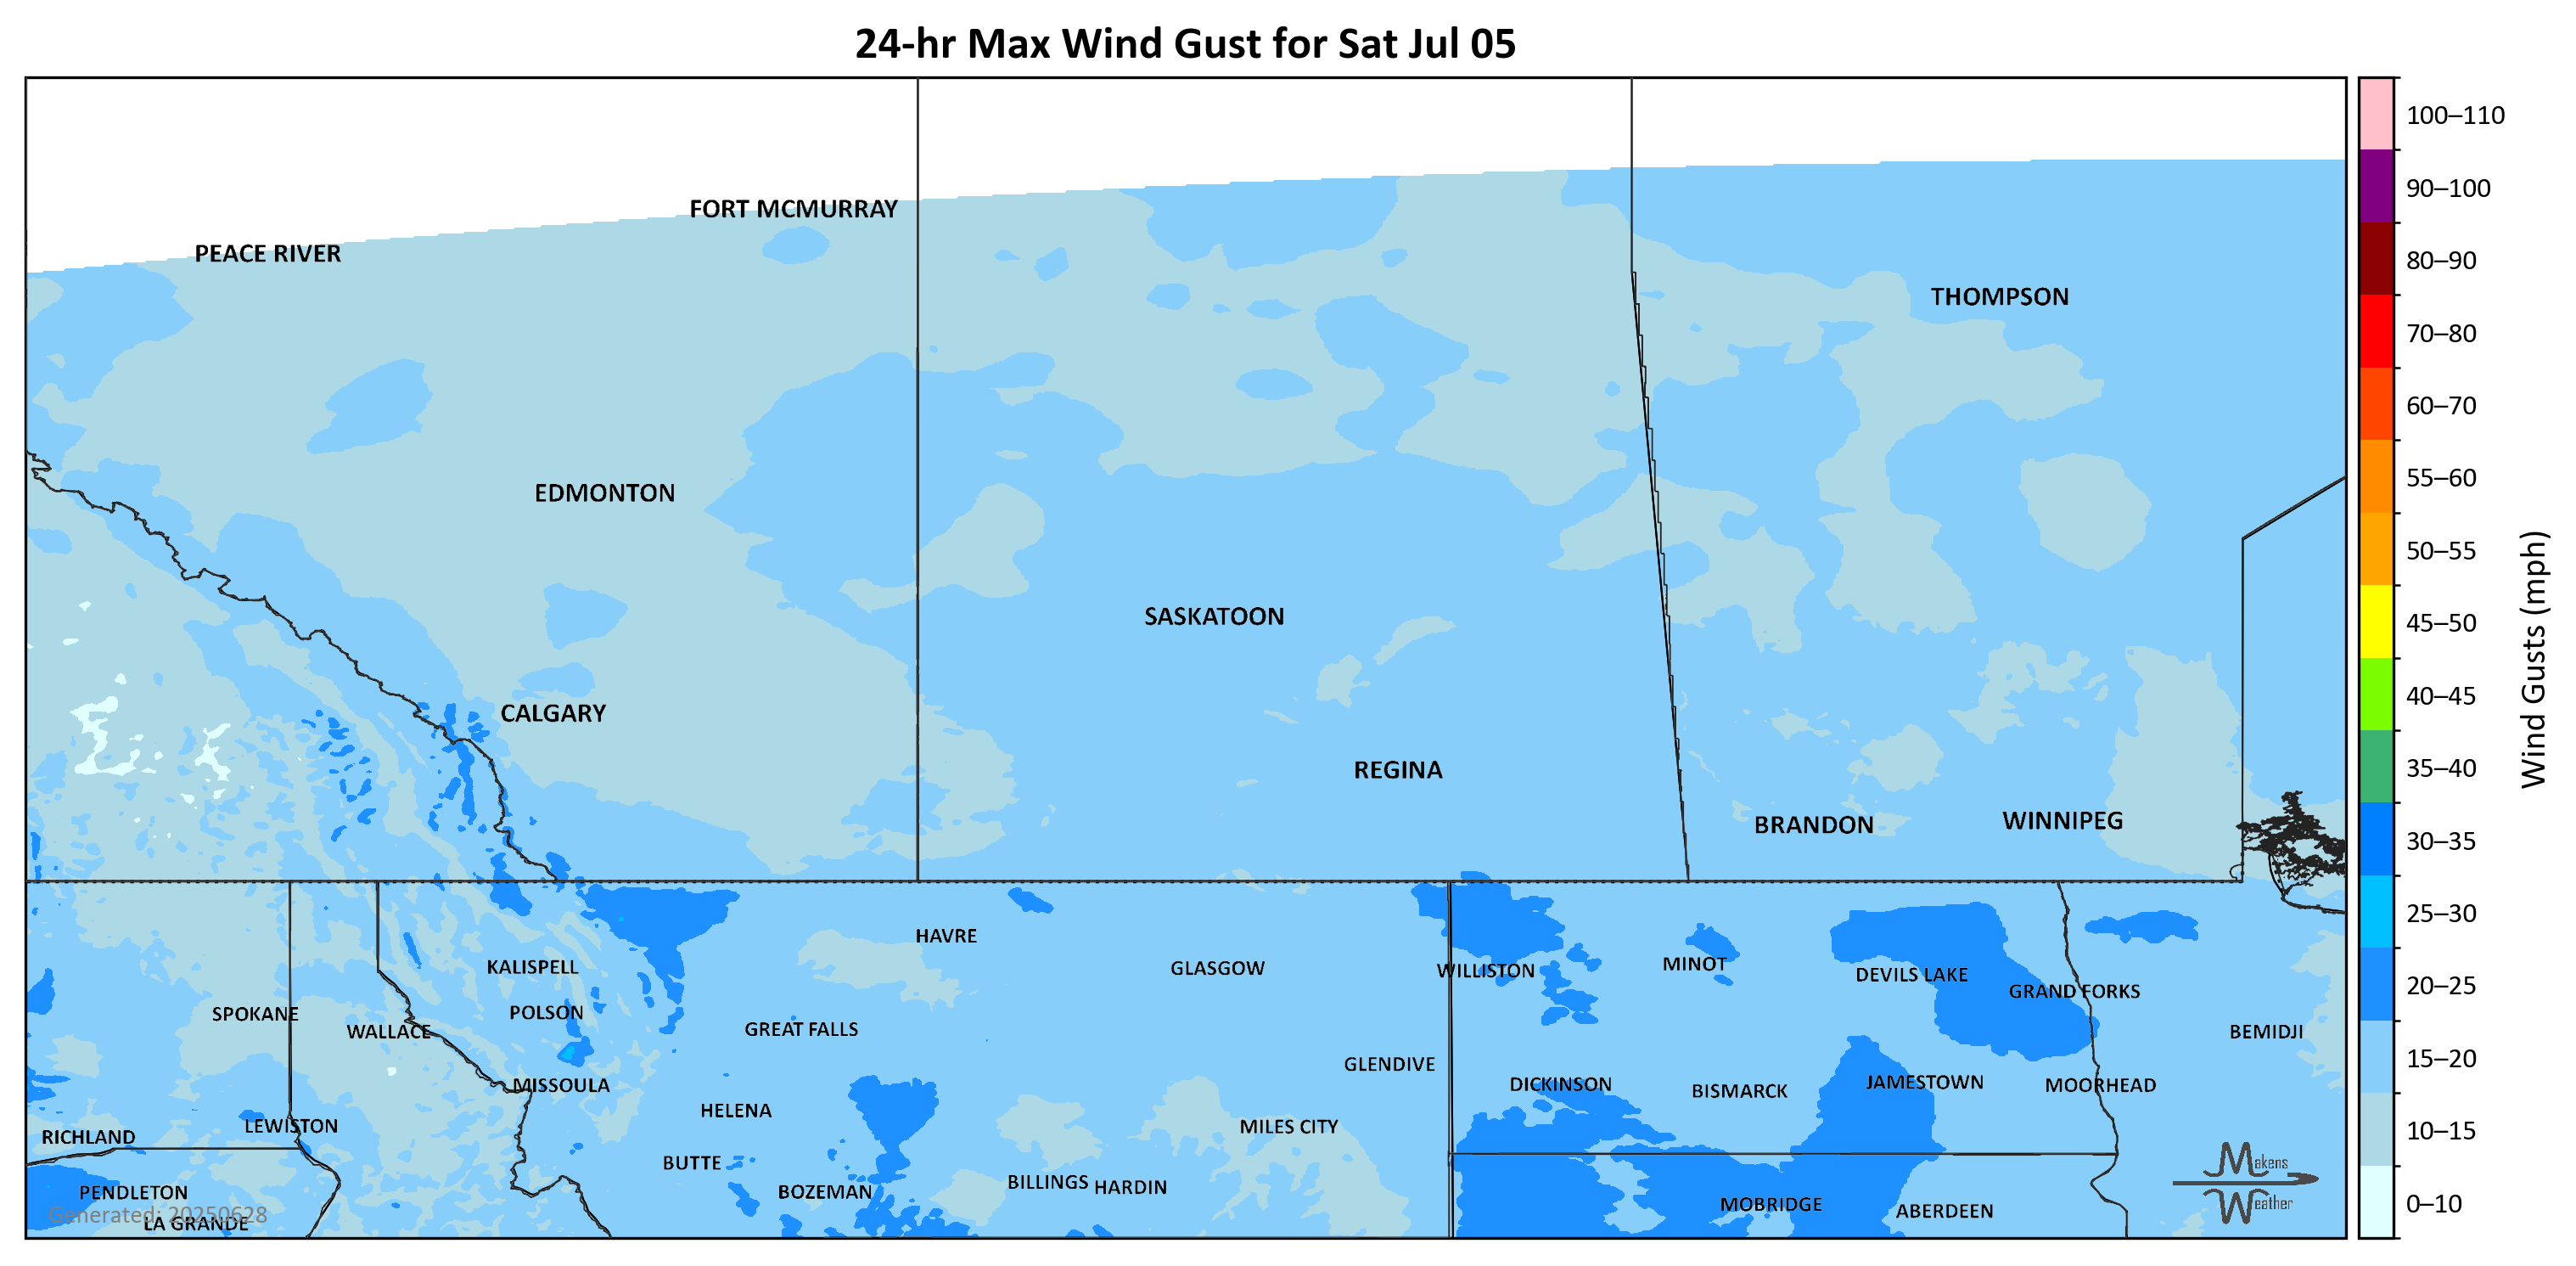 24-hr Max Wind Gust for Sat Jul 05
100–110
90–100
80–90
70–80
60–70
55–60
50–55
45–50
40–45
35–40
30–35
25–30
20–25
15–20
10–15
0–10
Wind Gusts (mph)
FORT MCMURRAY
PEACE RIVER
THOMPSON
EDMONTON
SASKATOON
CALGARY
REGINA
BRANDON
WINNIPEG
HAVRE
KALISPELL
GLASGOW
WILLISTON
MINOT
DEVILS LAKE
GRAND FORKS
SPOKANE
POLSON
WALLACE
GREAT FALLS
BEMIDJI
GLENDIVE
MISSOULA
DICKINSON
BISMARCK
JAMESTOWN
MOORHEAD
HELENA
LEWISTON
MILES CITY
RICHLAND
BUTTE
BOZEMAN
BILLINGS
HARDIN
PENDLETON
MOBRIDGE
ABERDEEN
LA GRANDE
Generated: 20250628
Makens
Weather